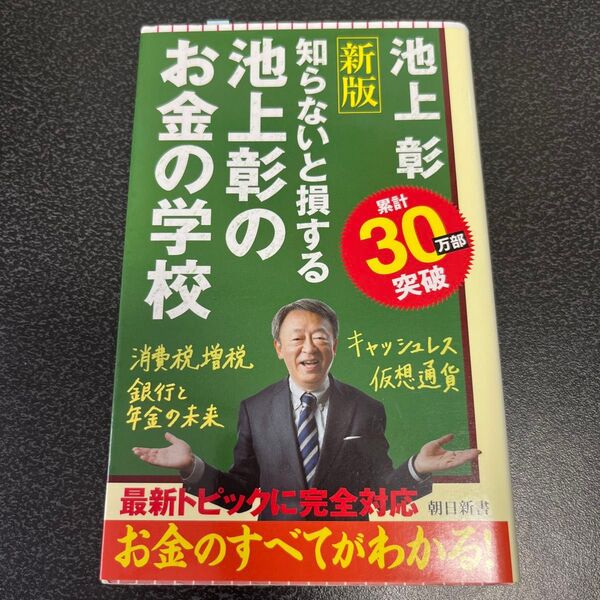 池上 彰
新版
知らないと損する
池上彰の
お金の学校
累計
30万部
突破
キャッシュレス
仮想通貨
消費税増税
銀行と
年金の未来
最新トピックに完全対応
朝日新書
お金のすべてがわかる!